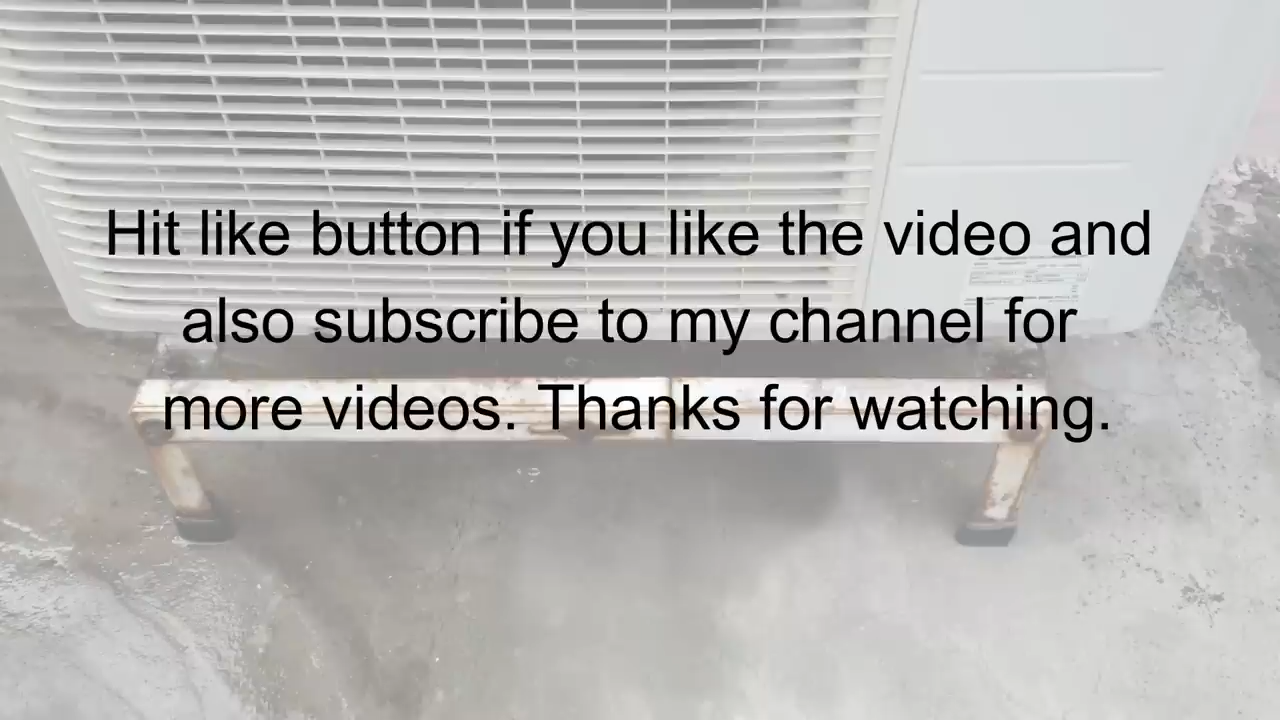 Hit like button if you like the video and
also subscribe to my channel for
more videos. Thanks for watching.